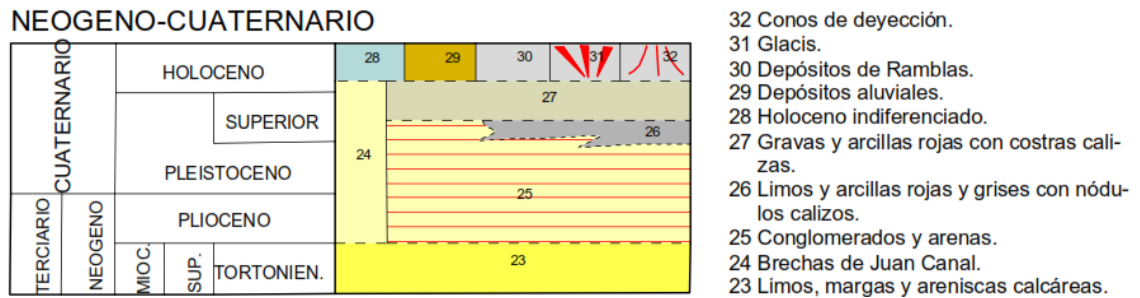 NEOGENO-CUATERNARIO
CUATERNARIO
TERCIARIO
NEOGENO
HOLOCENO
SUPERIOR
PLEISTOCENO
PLIOCENO
MIOC.
SUP.
TORTONIEN.
28 29 30 31 32
27
26
24
25
23
32 Conos de deyección.
31 Glacis.
30 Depósitos de Ramblas.
29 Depósitos aluviales.
28 Holoceno indiferenciado.
27 Gravas y arcillas rojas con costras cali-
zas.
26 Limos y arcillas rojas y grises con nódu-
los calizos.
25 Conglomerados y arenas.
24 Brechas de Juan Canal.
23 Limos, margas y areniscas calcáreas.